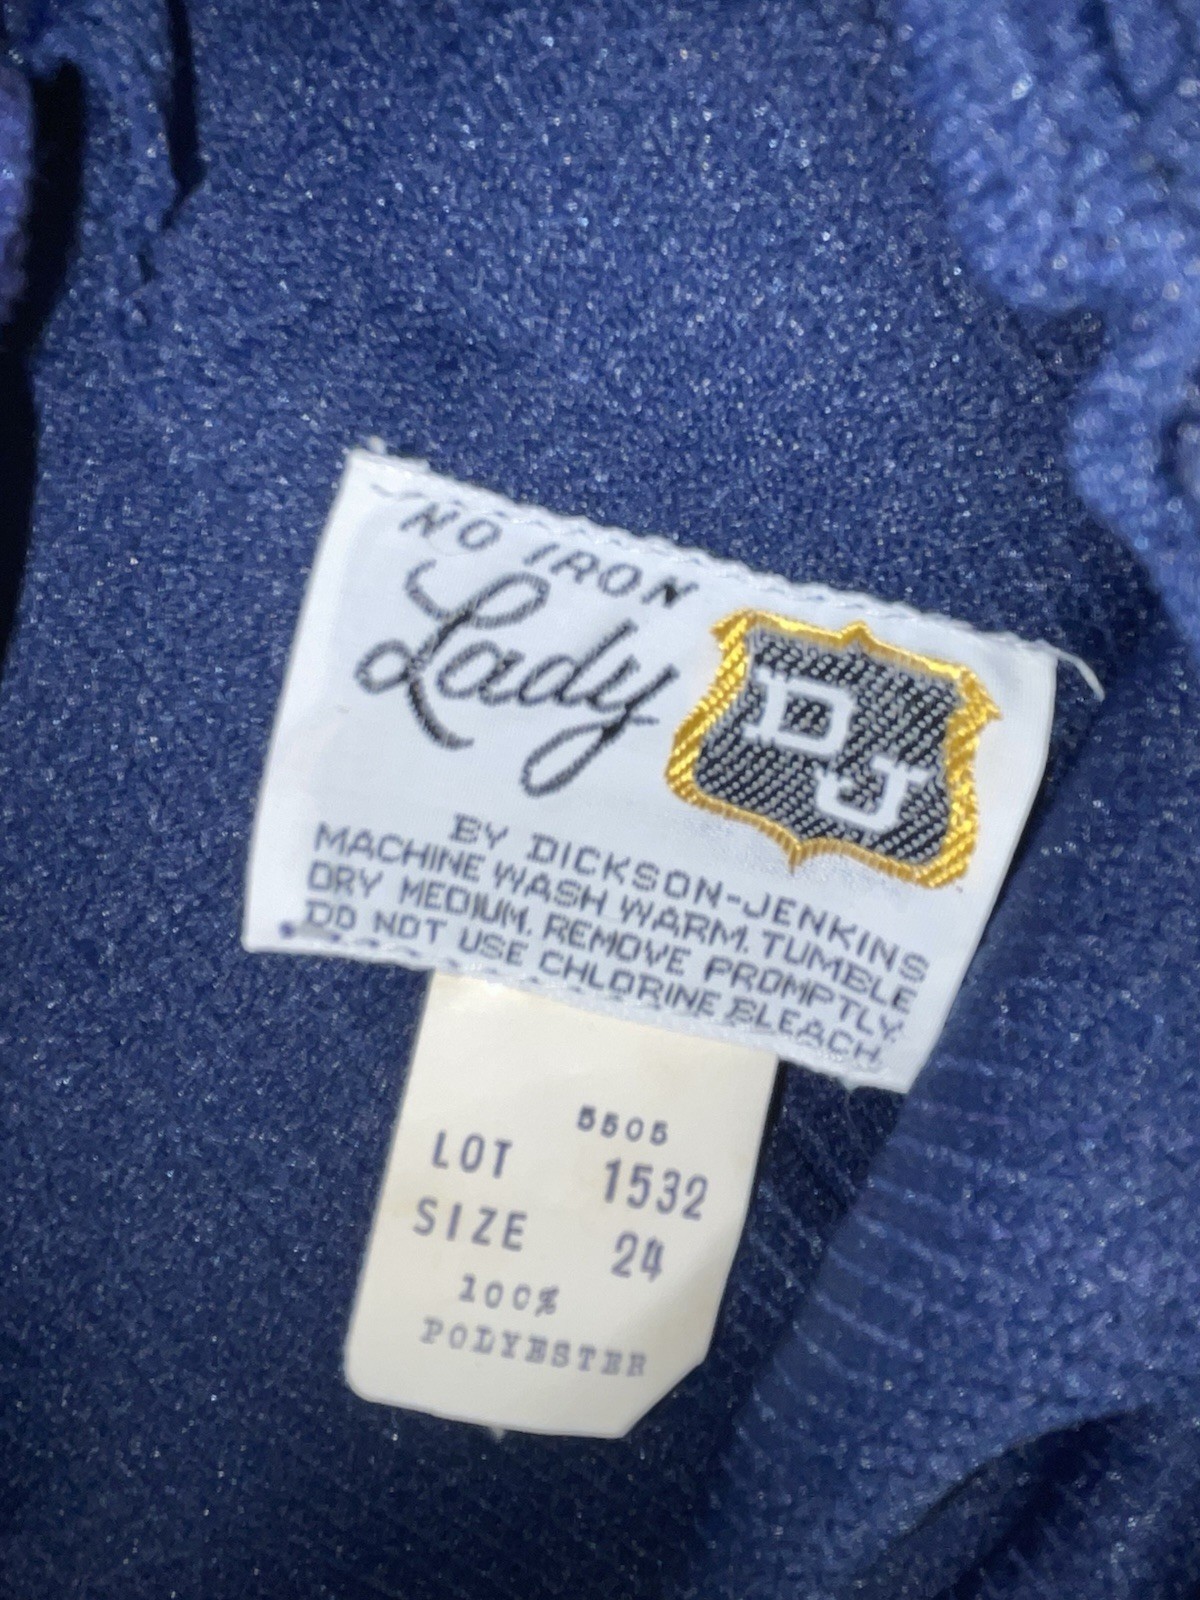 NO IRON
Lady DJ
BY DICKSON-JENKINS
MACHINE WASH WARM. TUMBLE
DRY MEDIUM. REMOVE PROMPTLY.
DO NOT USE CHLORINE BLEACH.
5505
LOT 1532
SIZE 24
100%
POLYESTER